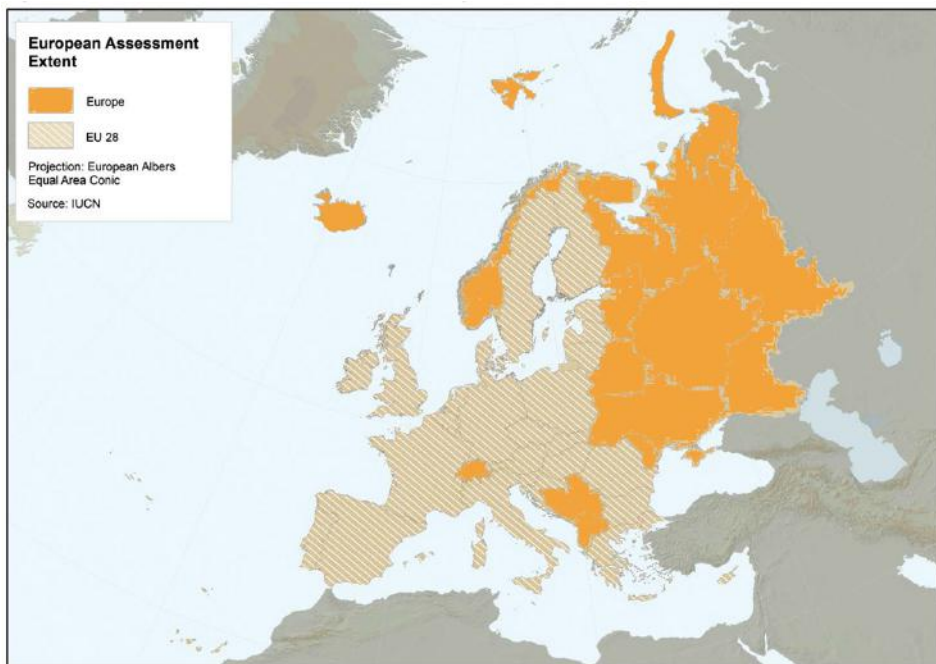 European Assessment
Extent
Europe
EU 28
Projection: European Albers
Equal Area Conic
Source: IUCN